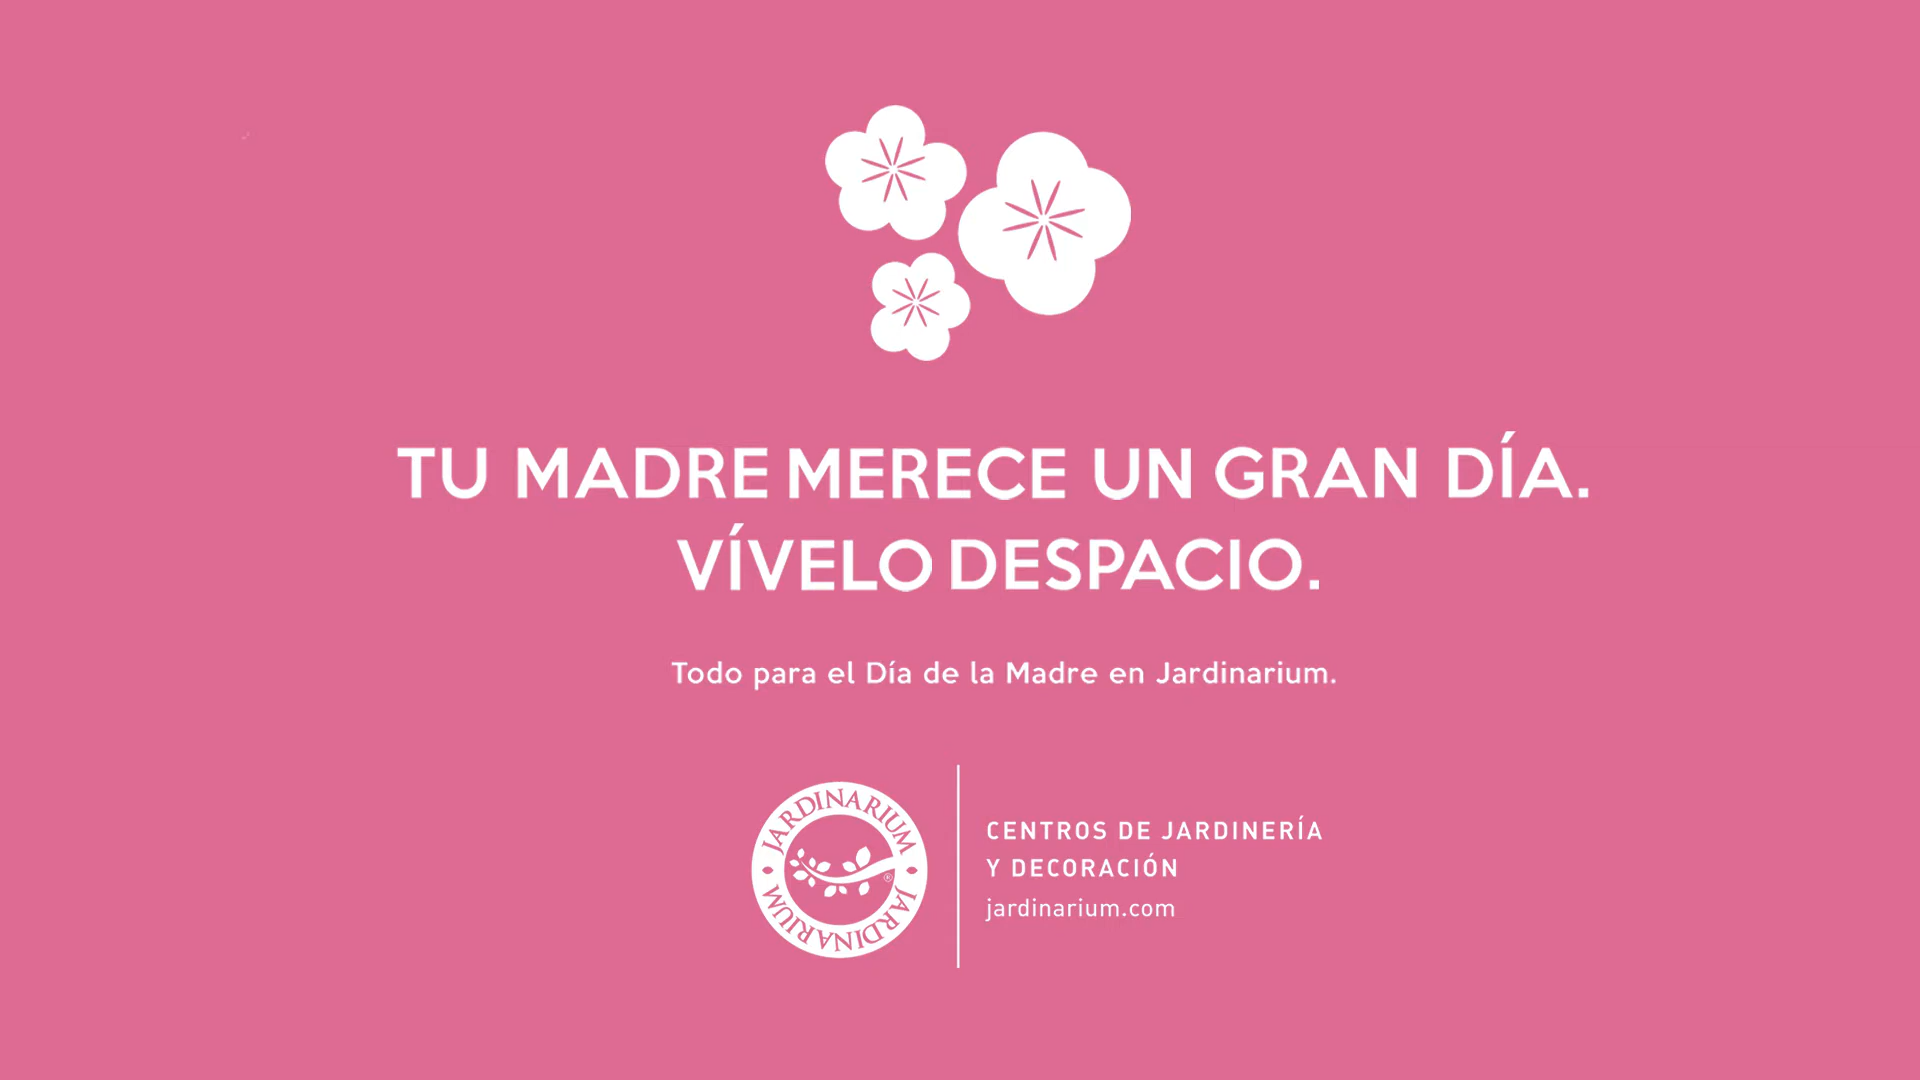 TU MADRE MERECE UN GRAN DÍA.
VÍVELO DESPACIO.
Todo para el Día de la Madre en Jardinarium.
JARDINARIUM
JARDINARIUM
®
CENTROS DE JARDINERÍA
Y DECORACIÓN
jardinarium.com